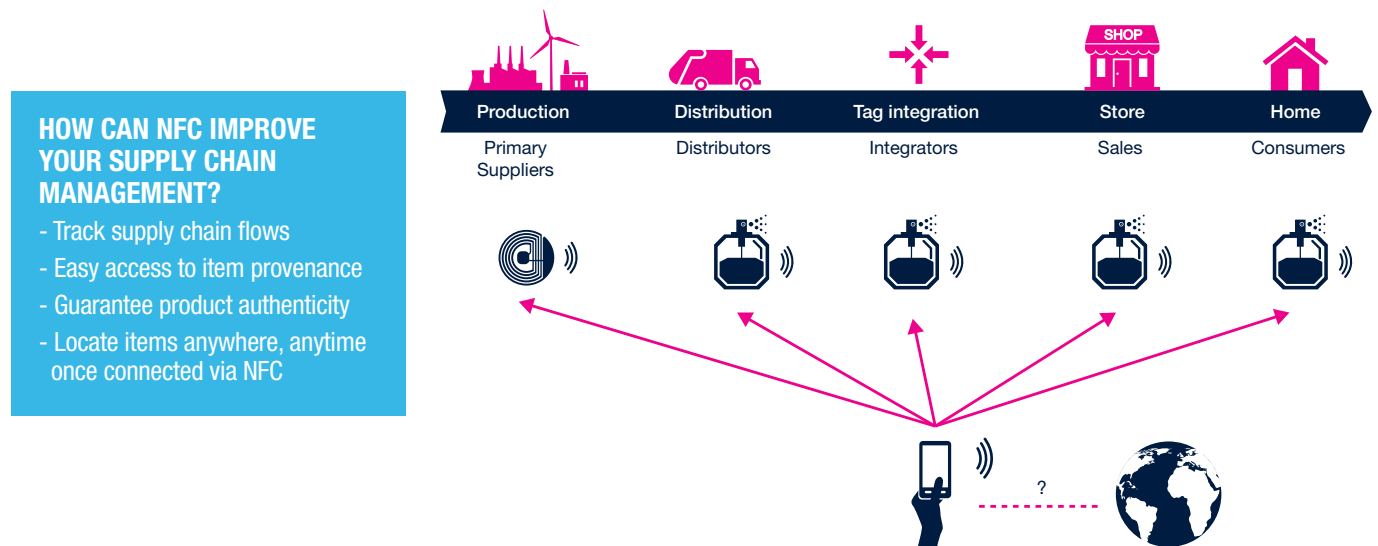 HOW CAN NFC IMPROVE
YOUR SUPPLY CHAIN
MANAGEMENT?
- Track supply chain flows
- Easy access to item provenance
- Guarantee product authenticity
- Locate items anywhere, anytime
once connected via NFC
SHOP
Production
Distribution
Tag integration
Store
Home
Primary
Suppliers
Distributors
Integrators
Sales
Consumers
?